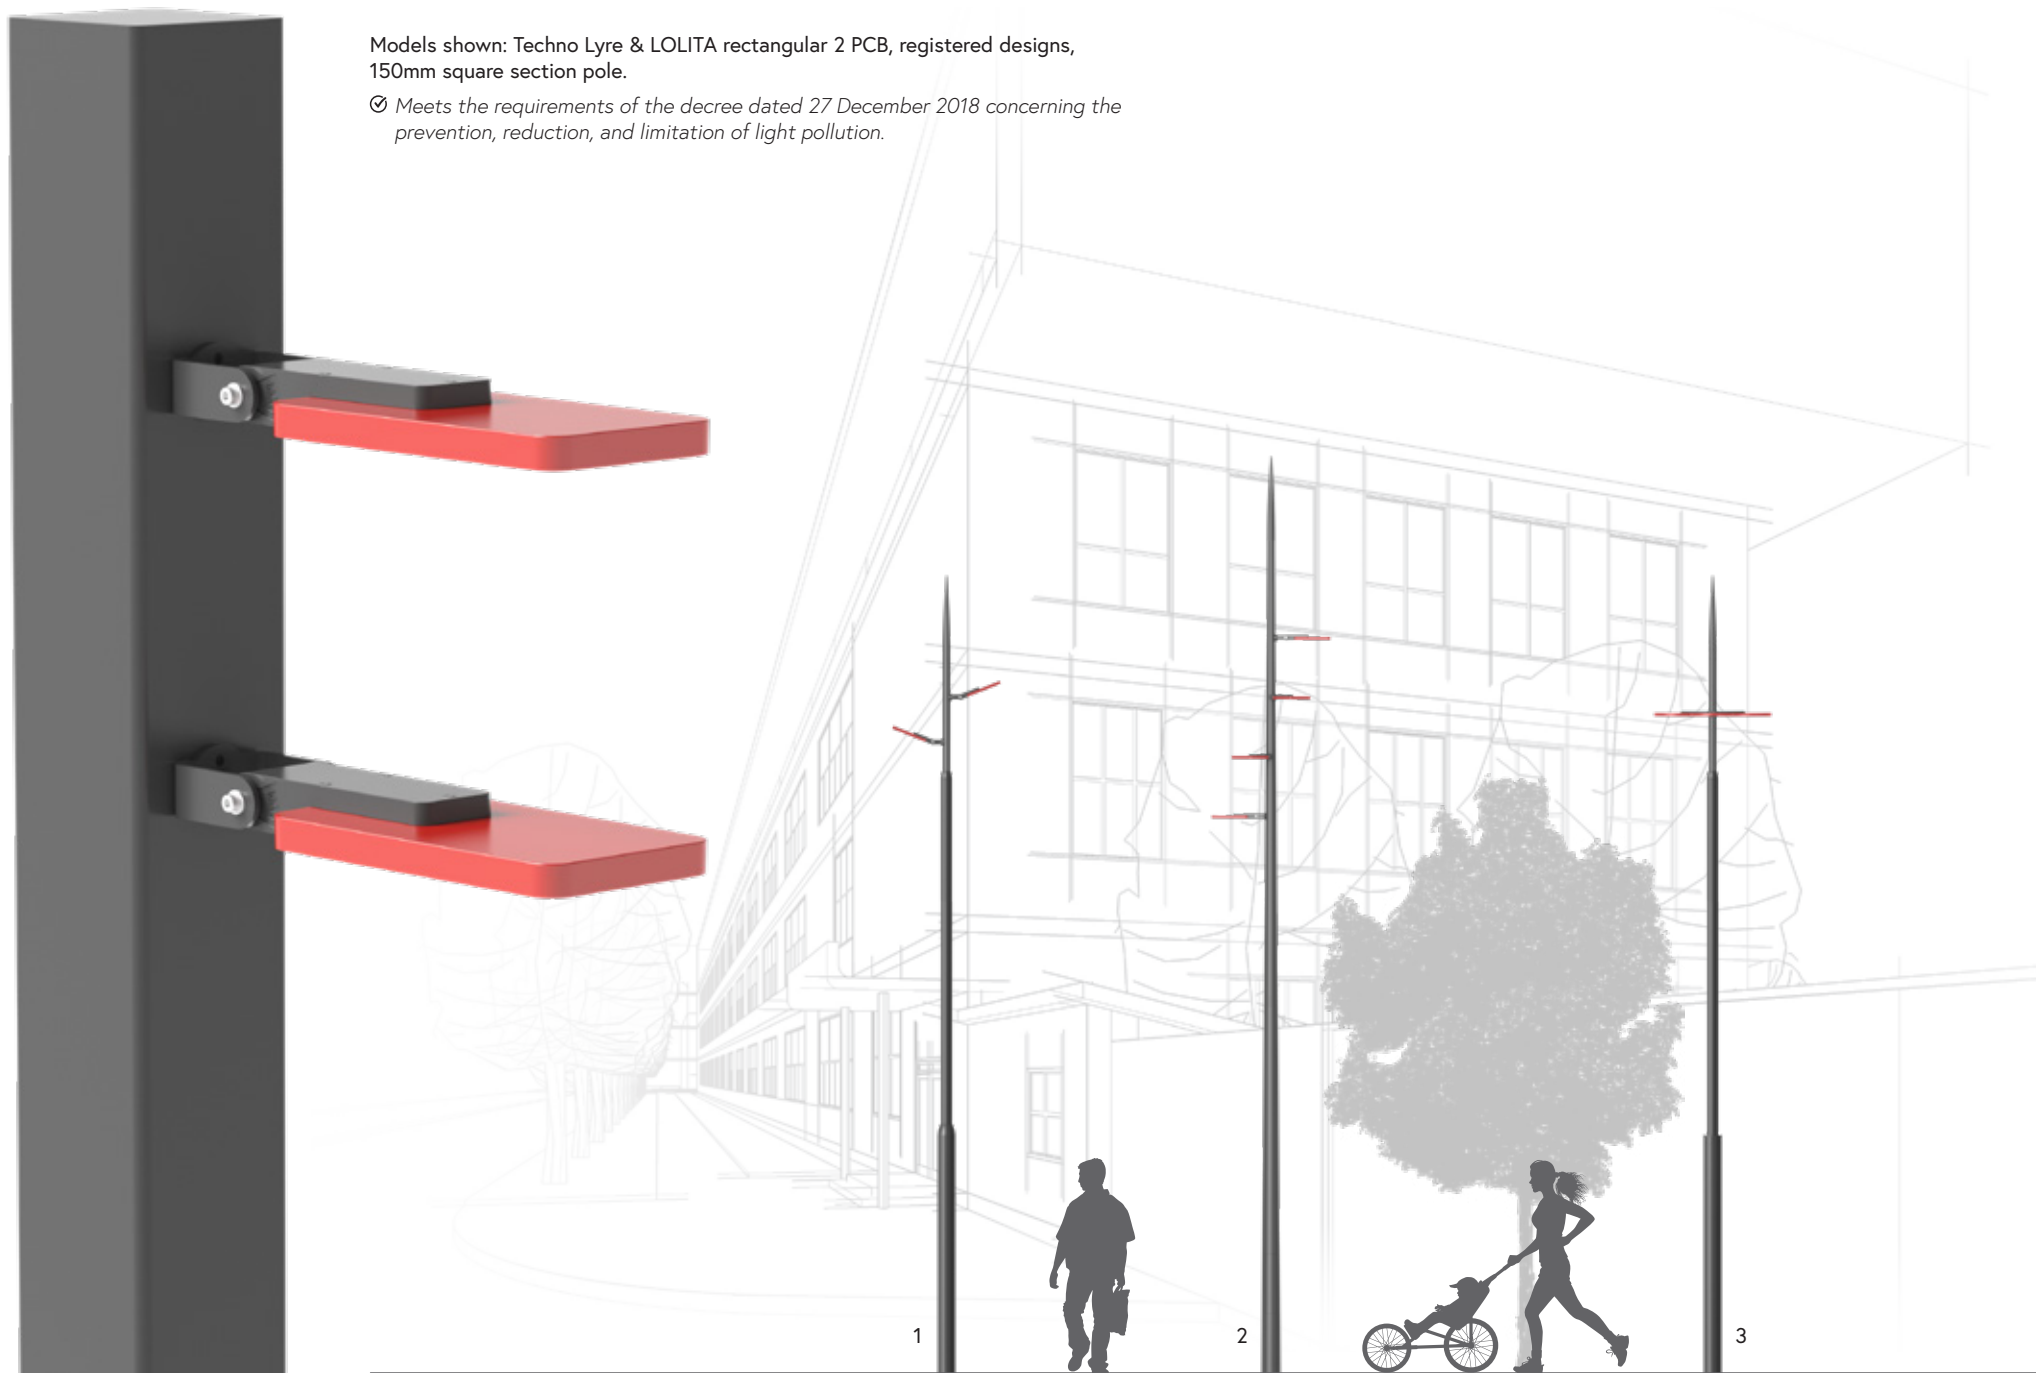 Models shown: Techno Lyre & LOLITA rectangular 2 PCB, registered designs,
150mm square section pole.
Meets the requirements of the decree dated 27 December 2018 concerning the
prevention, reduction, and limitation of light pollution.
1
2
3